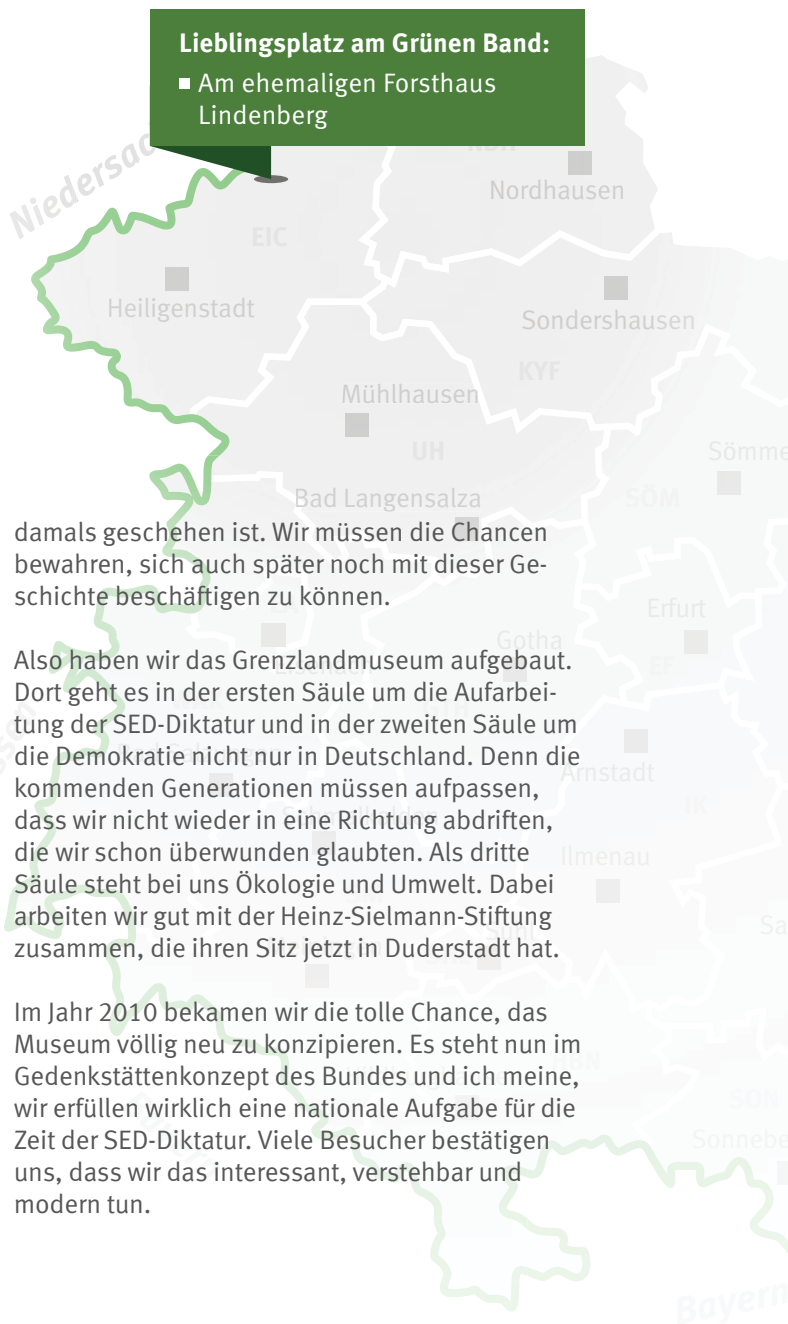 Lieblingsplatz am Grünen Band:
Am ehemaligen Forsthaus
Lindenberg
Nordhausen
EIC
Heiligenstadt
Sondershausen
KYF
Mühlhausen
UH
Sömme
SÖM
Bad Langensalza
damals geschehen ist. Wir müssen die Chancen
bewahren, sich auch später noch mit dieser Ge-
schichte beschäftigen zu können.
Erfurt
Gotha
EF
Also haben wir das Grenzlandmuseum aufgebaut.
Dort geht es in der ersten Säule um die Aufarbei-
tung der SED-Diktatur und in der zweiten Säule um
die Demokratie nicht nur in Deutschland. Denn die
kommenden Generationen müssen aufpassen,
dass wir nicht wieder in eine Richtung abdriften,
die wir schon überwunden glaubten. Als dritte
Säule steht bei uns Ökologie und Umwelt. Dabei
arbeiten wir gut mit der Heinz-Sielmann-Stiftung
zusammen, die ihren Sitz jetzt in Duderstadt hat.
Arnstadt
IK
Ilmenau
Suhl
Sa
Im Jahr 2010 bekamen wir die tolle Chance, das
Museum völlig neu zu konzipieren. Es steht nun im
Gedenkstättenkonzept des Bundes und ich meine,
wir erfüllen wirklich eine nationale Aufgabe für die
Zeit der SED-Diktatur. Viele Besucher bestätigen
uns, dass wir das interessant, verstehbar und
modern tun.
HBN
SON
Sonnebe
Bayern